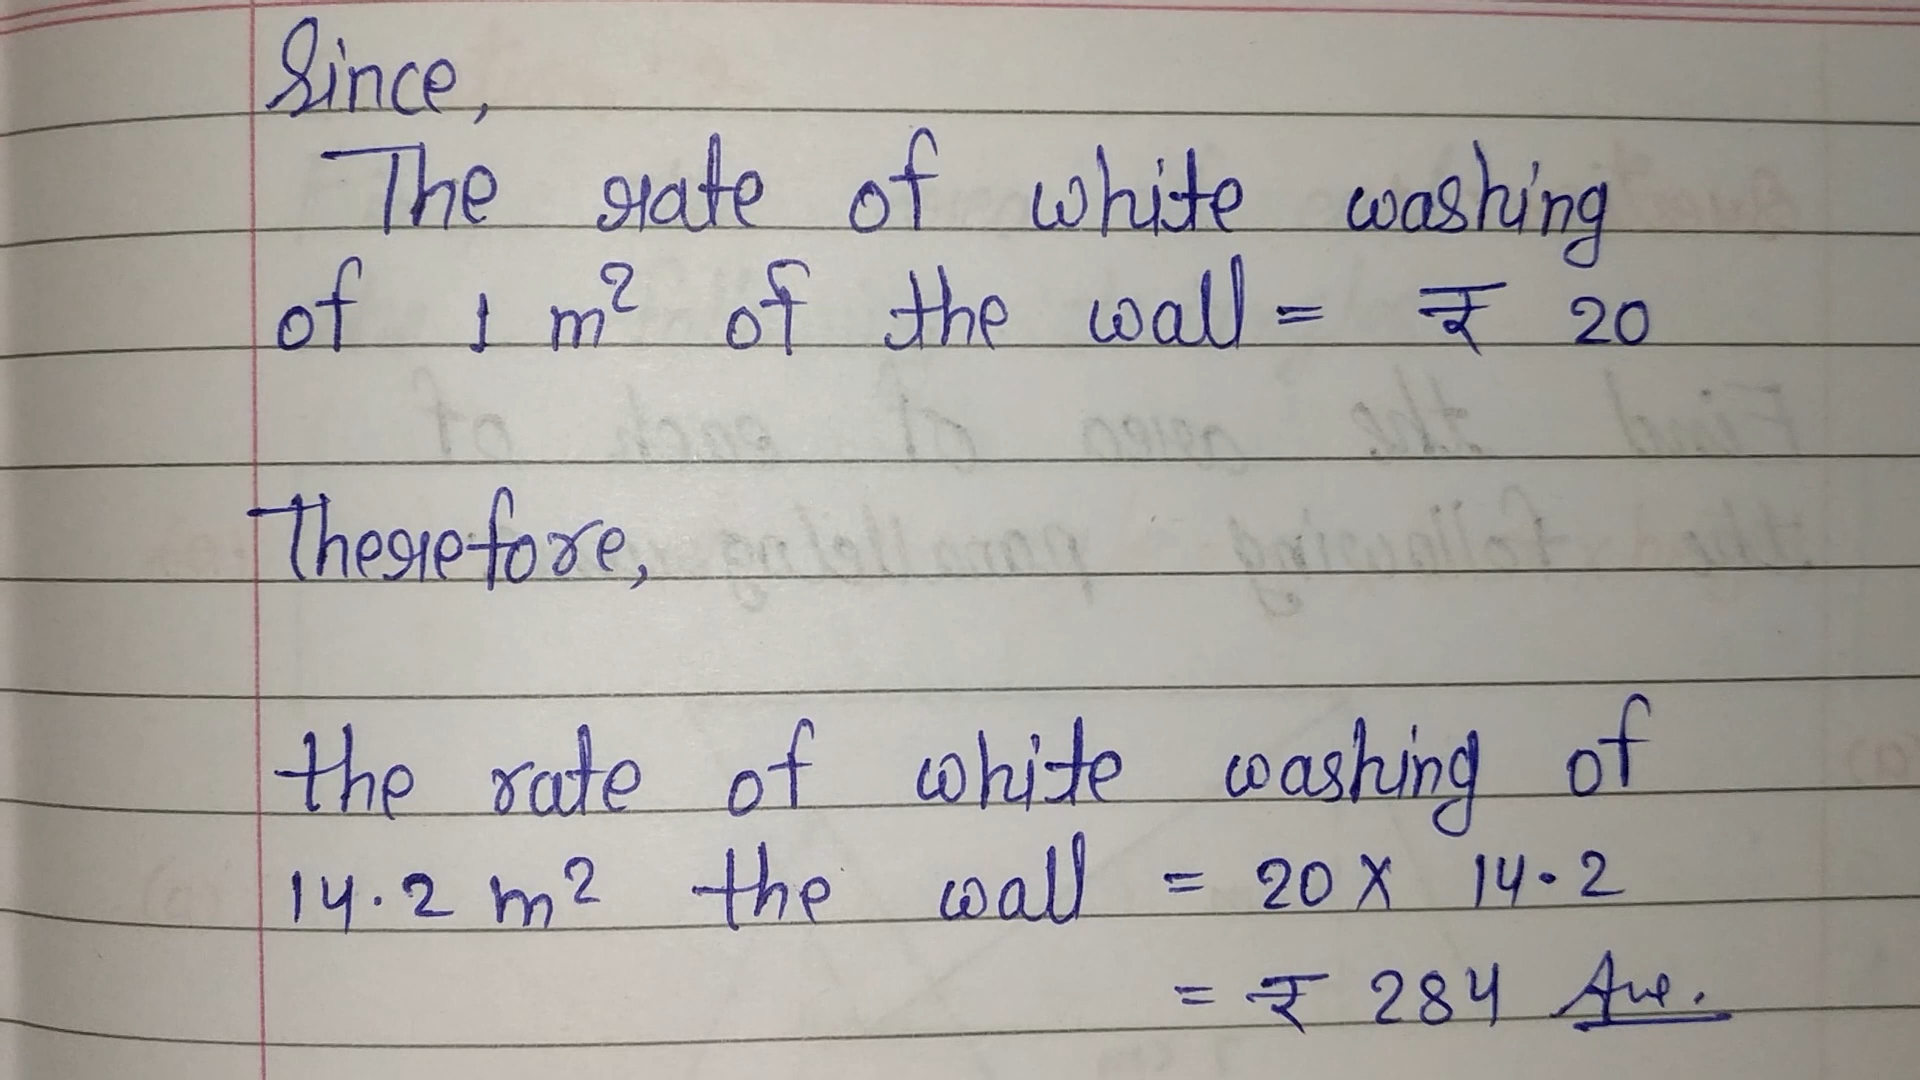 Since,
The rate of white washing
of 1 m² of the wall = ₹ 20
Therefore,
the rate of white washing of
14.2 m² the wall = 20 X 14.2
= ₹ 284 Ans.